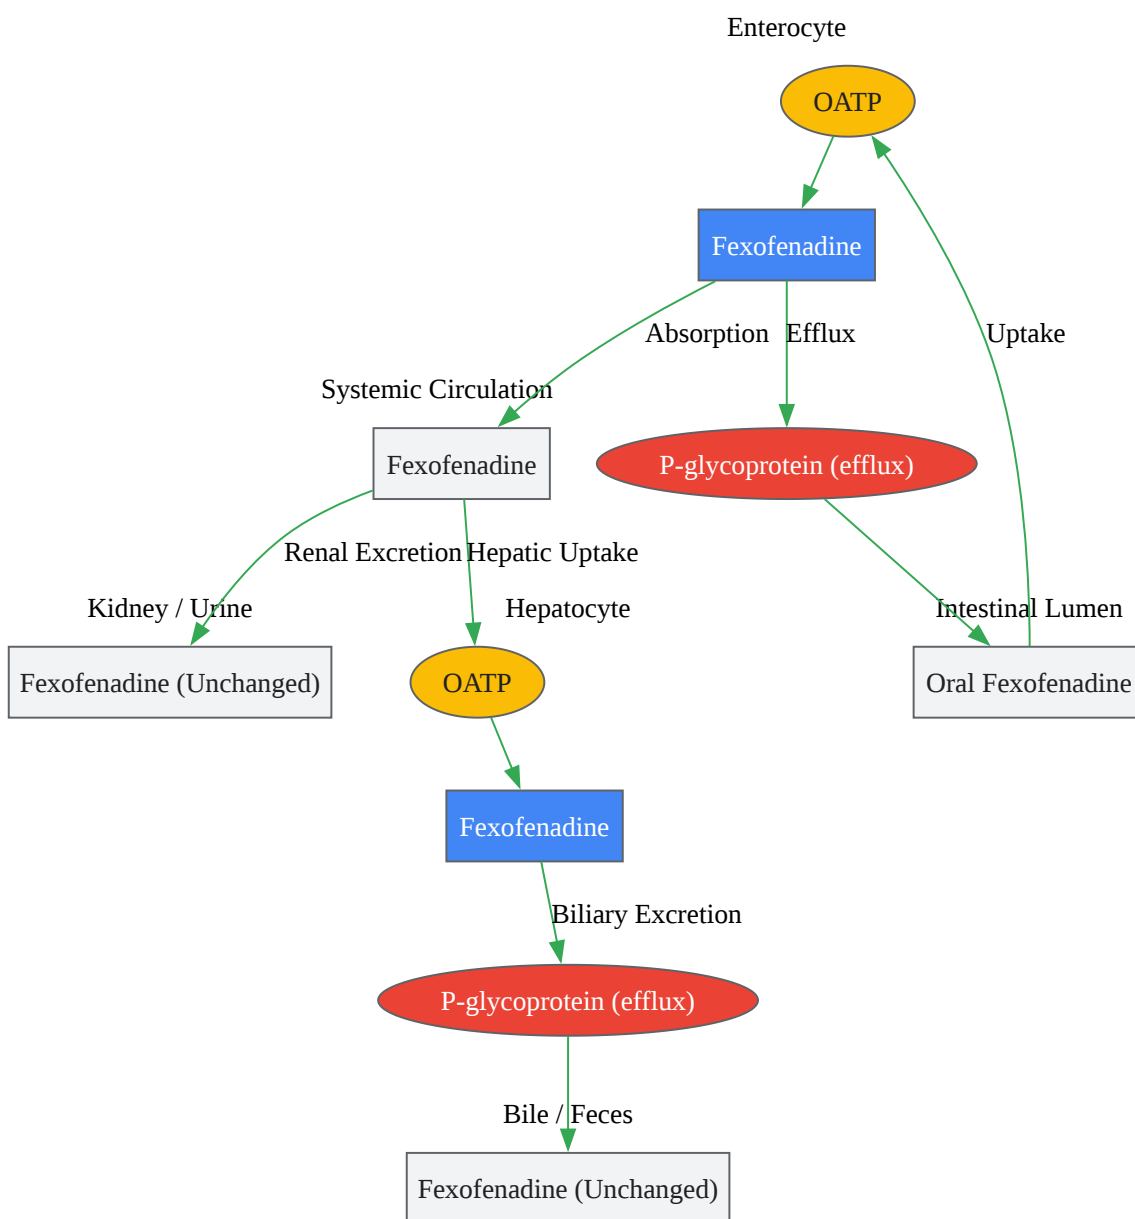 Enterocyte
OATP
Fexofenadine
Absorption
Efflux
Uptake
Systemic Circulation
Fexofenadine
P-glycoprotein (efflux)
Renal Excretion
Hepatic Uptake
Kidney / Urine
Hepatocyte
Intestinal Lumen
Fexofenadine (Unchanged)
OATP
Oral Fexofenadine
Fexofenadine
Biliary Excretion
P-glycoprotein (efflux)
Bile / Feces
Fexofenadine (Unchanged)